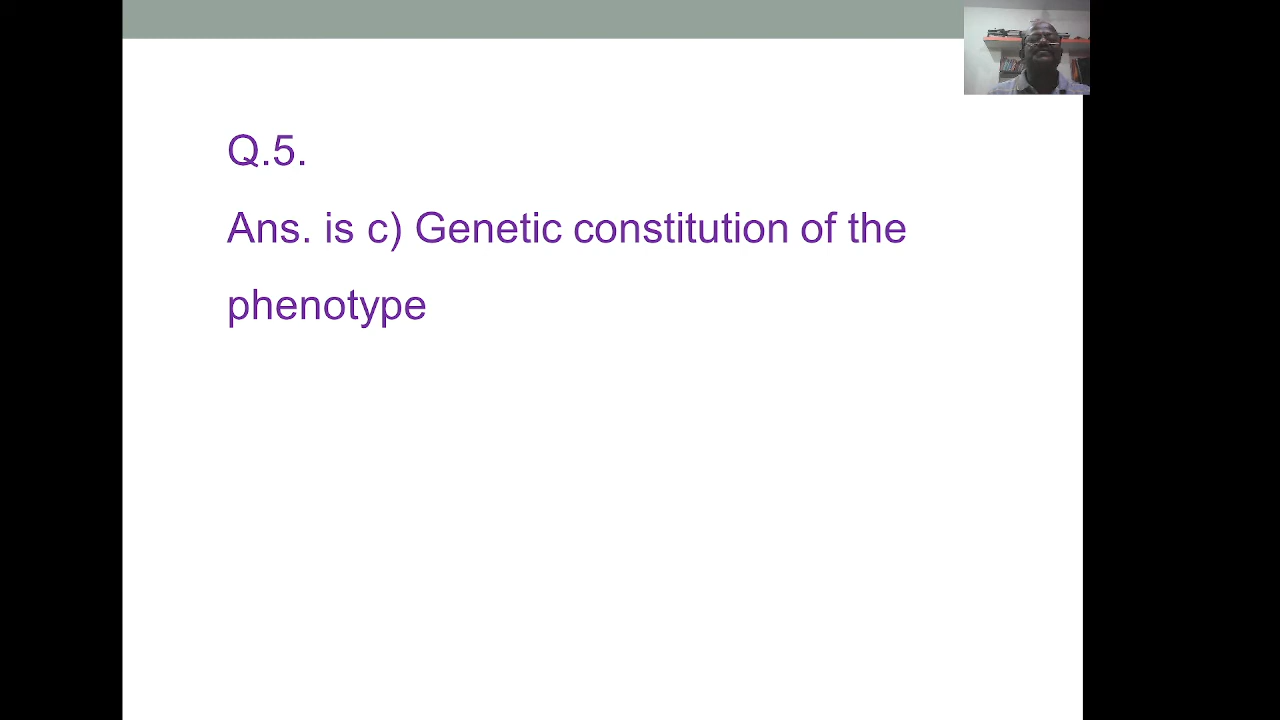 Q.5.
Ans. is c) Genetic constitution of the
phenotype